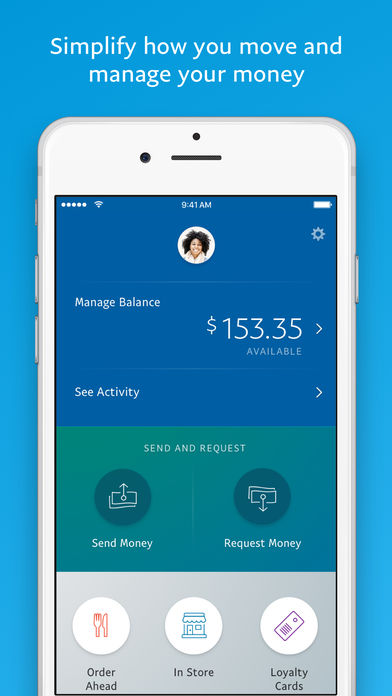 Simplify how you move and
manage your money
9:41 AM
Manage Balance
$ 153.35
AVAILABLE
See Activity
SEND AND REQUEST
Send Money
Request Money
Order
Ahead
In Store
Loyalty
Cards